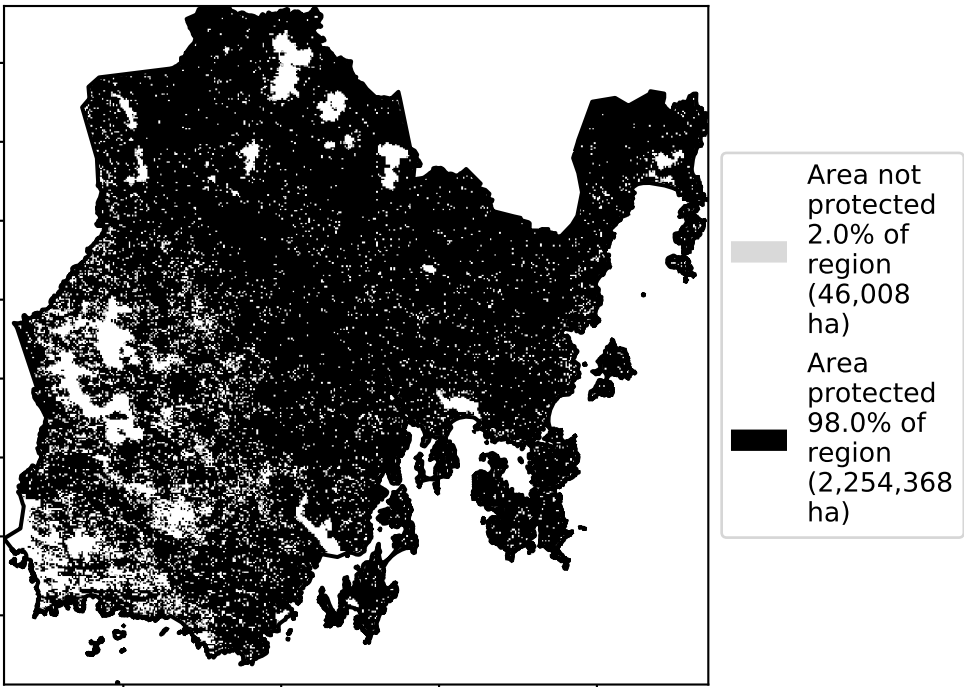 Area not
protected
2.0% of
region
(46,008
ha)
Area
protected
98.0% of
region
(2,254,368
ha)